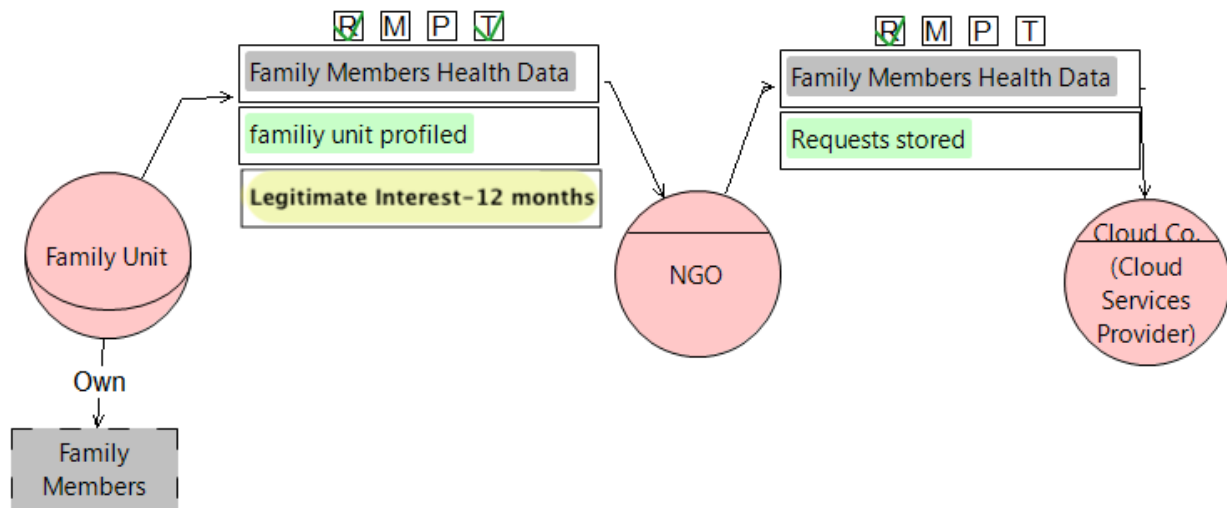 R M P T
Family Members Health Data
familiy unit profiled
Legitimate Interest-12 months
R M P T
Family Members Health Data
Requests stored
Family Unit
NGO
Cloud Co.
(Cloud
Services
Provider)
Own
Family
Members